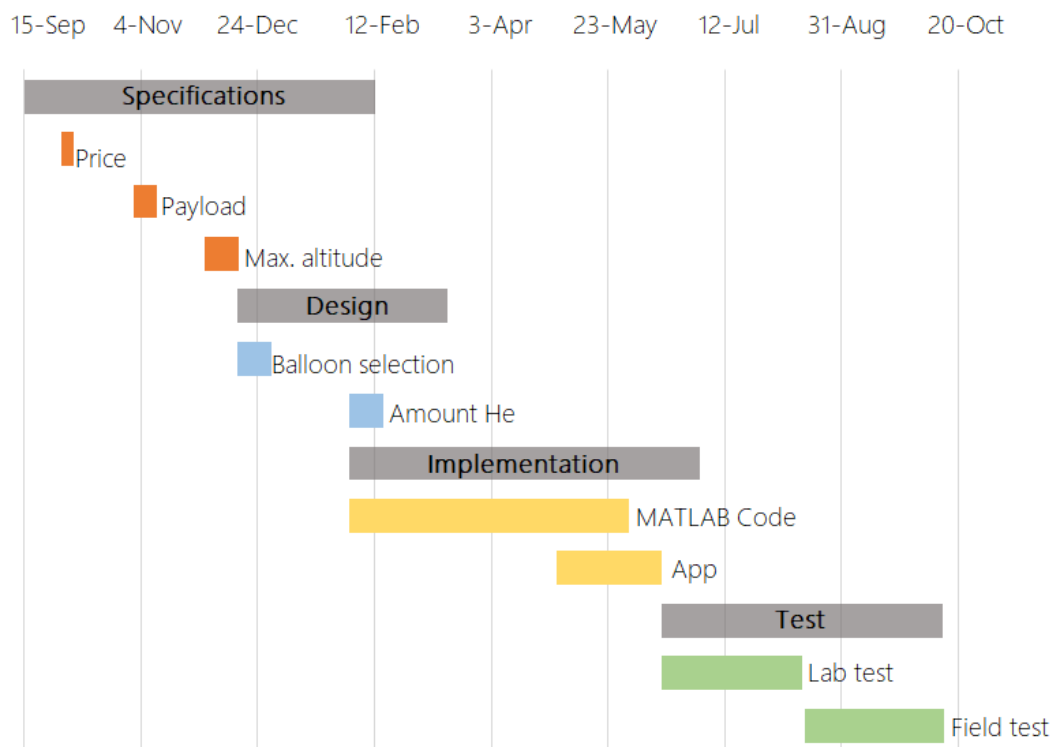 15-Sep 4-Nov 24-Dec 12-Feb 3-Apr 23-May 12-Jul 31-Aug 20-Oct
Specifications
Price
Payload
Max. altitude
Design
Balloon selection
Amount He
Implementation
MATLAB Code
App
Test
Lab test
Field test